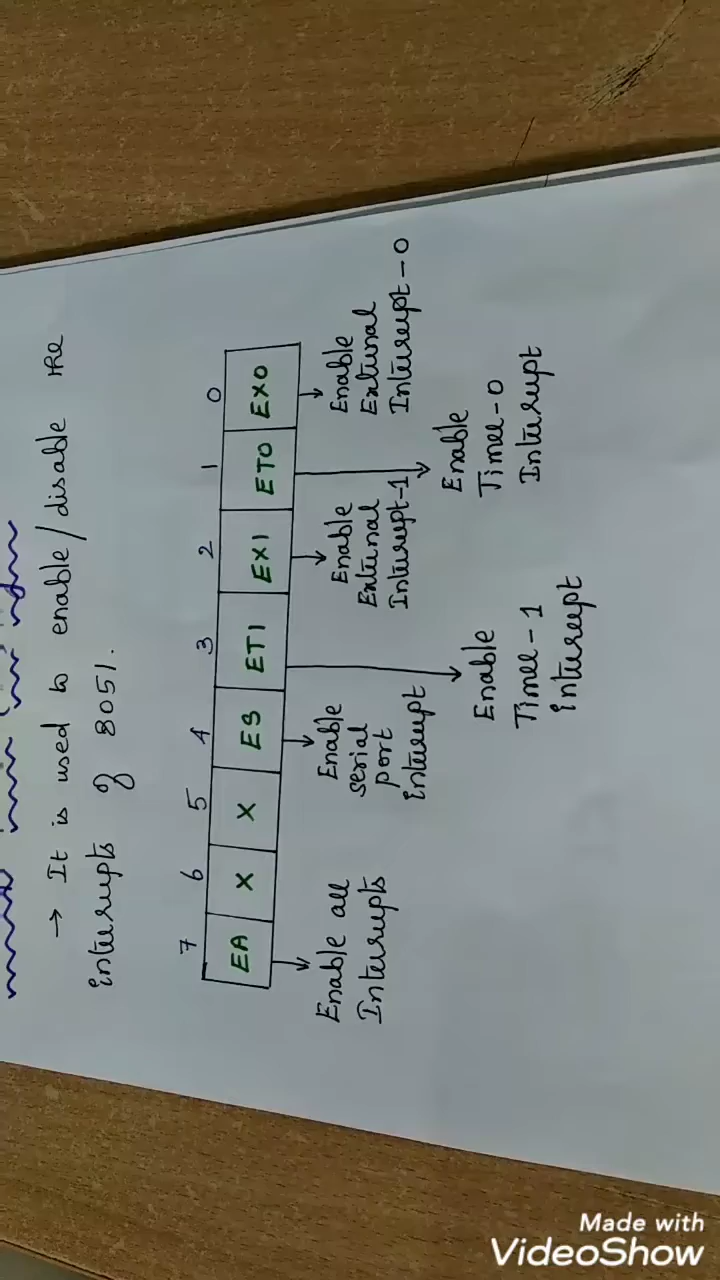 → It is used to enable/disable the
interrupts of 8051.
7 6 5 4 3 2 1 0
EA X X ES ET1 EX1 ET0 EX0
Enable all
Interrupts
Enable
serial
port
interrupt
Enable
Timer-1
interrupt
Enable
External
Interrupt-1
Enable
Timer-0
Interrupt
Enable
External
Interrupt-0
Made with
VideoShow